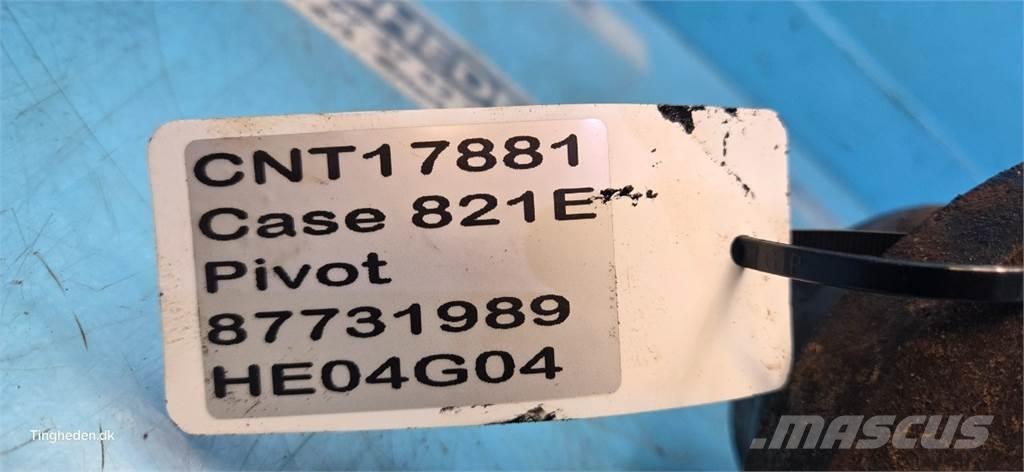 CNT17881
Case 821E
Pivot
87731989
HE04G04
Tingheden.dk
MASCUS